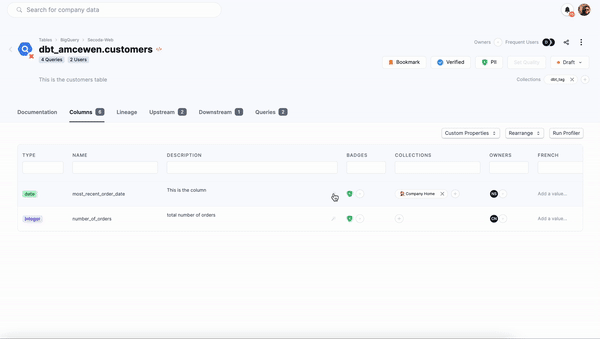 Search for company data
Tables > BigQuery > Secoda-Web
dbt_amcewen.customers
4 Queries 2 Users
This is the customers table
Owners Frequent Users
Bookmark Verified PII Draft
Collections dbt_tag
Documentation Columns Lineage Upstream 2 Downstream 1 Queries 2
Custom Properties Rearrange Run Profiler
TYPE NAME DESCRIPTION BADGES COLLECTIONS OWNERS FRENCH
date most_recent_order_date This is the column Company Home NB Add a value...
integer number_of_orders total number of orders Add a value...